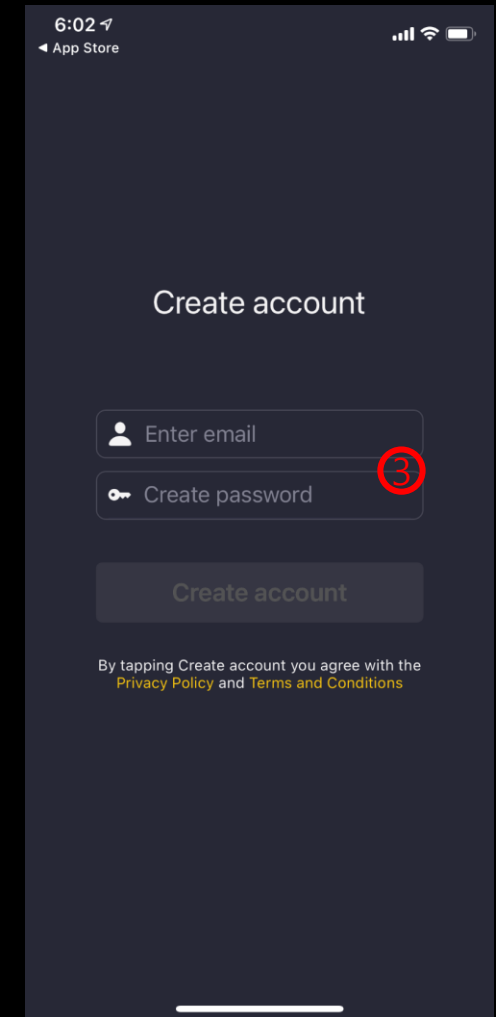 6:02
◀ App Store
Create account
Enter email
③
Create password
Create account
By tapping Create account you agree with the
Privacy Policy and Terms and Conditions